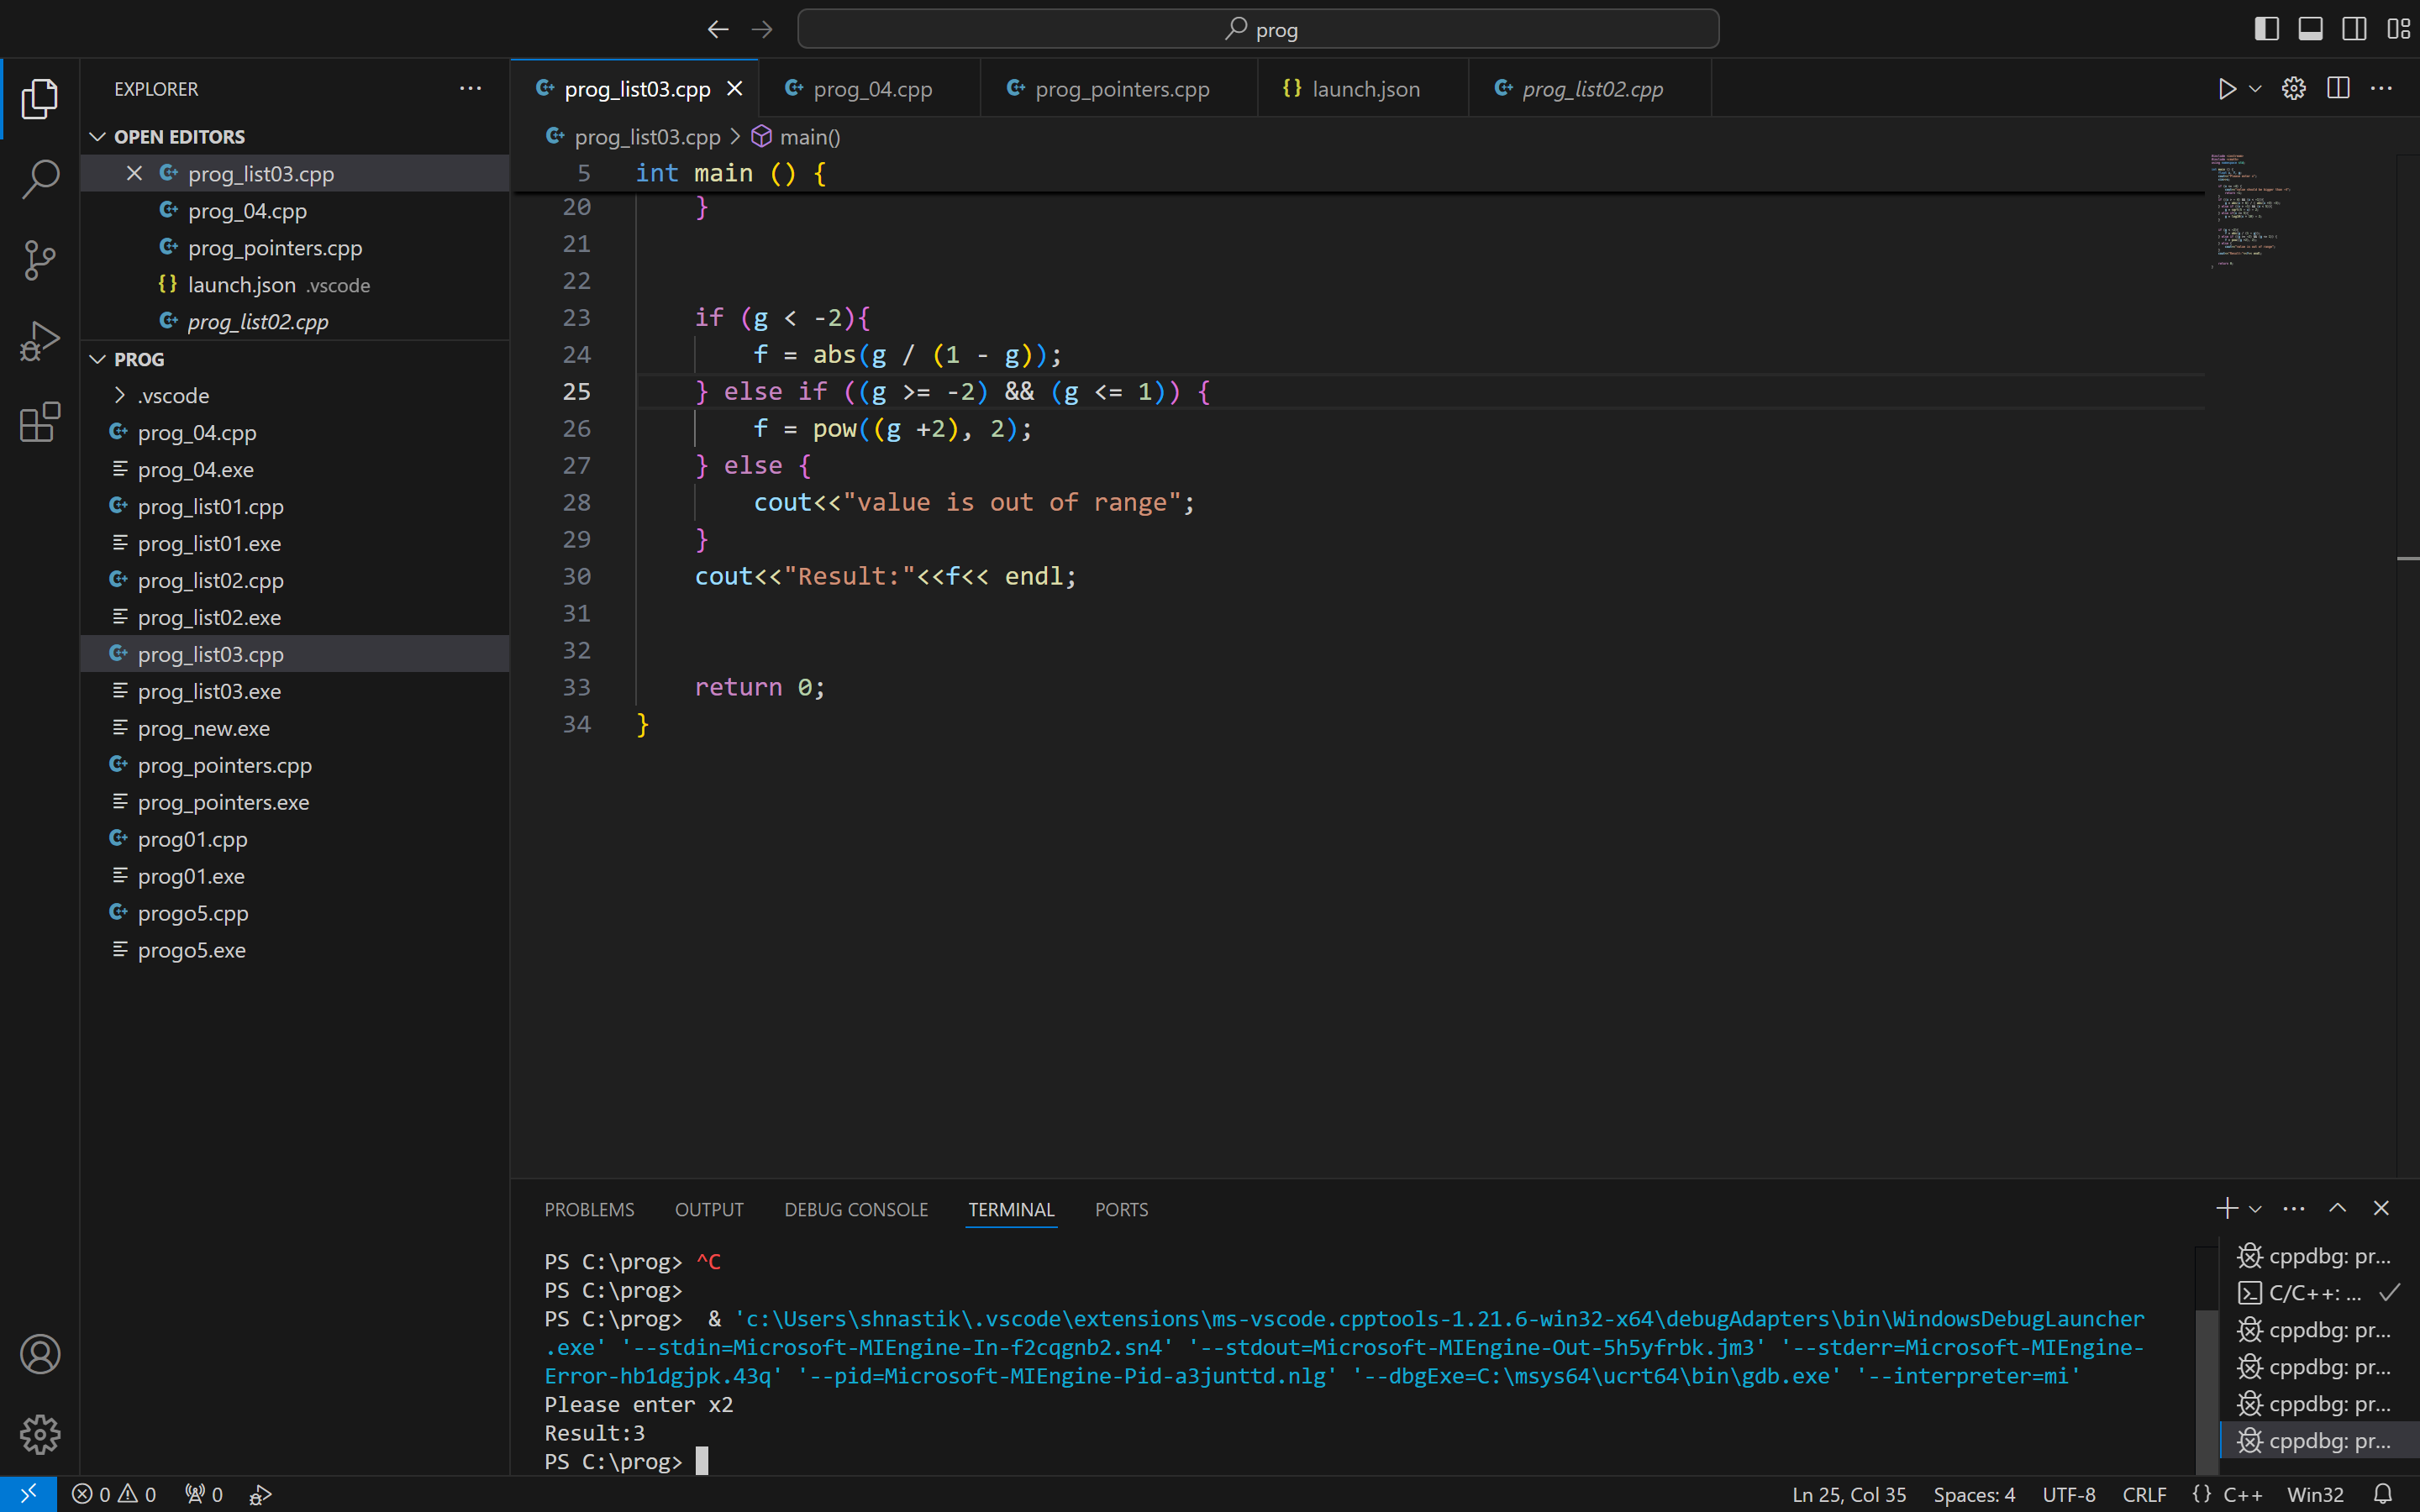 prog
EXPLORER
OPEN EDITORS
prog_list03.cpp
prog_04.cpp
prog_pointers.cpp
launch.json .vscode
prog_list02.cpp
PROG
.vscode
prog_04.cpp
prog_04.exe
prog_list01.cpp
prog_list01.exe
prog_list02.cpp
prog_list02.exe
prog_list03.cpp
prog_list03.exe
prog_new.exe
prog_pointers.cpp
prog_pointers.exe
prog01.cpp
prog01.exe
progo5.cpp
progo5.exe
prog_list03.cpp prog_04.cpp prog_pointers.cpp {} launch.json prog_list02.cpp
prog_list03.cpp > main()
5 int main () {
20 }
21
22
23 if (g < -2){
24 f = abs(g / (1 - g));
25 } else if ((g >= -2) && (g <= 1)) {
26 f = pow((g +2), 2);
27 } else {
28 cout<<"value is out of range";
29 }
30 cout<<"Result:"<<f<< endl;
31
32
33 return 0;
34 }
PROBLEMS OUTPUT DEBUG CONSOLE TERMINAL PORTS
PS C:\prog> ^C
PS C:\prog>
PS C:\prog> & 'c:\Users\shnastik\.vscode\extensions\ms-vscode.cpptools-1.21.6-win32-x64\debugAdapters\bin\WindowsDebugLauncher
.exe' '--stdin=Microsoft-MIEngine-In-f2cqgnb2.sn4' '--stdout=Microsoft-MIEngine-Out-5h5yfrbk.jm3' '--stderr=Microsoft-MIEngine-
Error-hb1dgjpk.43q' '--pid=Microsoft-MIEngine-Pid-a3junttd.nlg' '--dbgExe=C:\msys64\ucrt64\bin\gdb.exe' '--interpreter=mi'
Please enter x2
Result:3
PS C:\prog>
cppdbg: pr...
C/C++: ...
cppdbg: pr...
cppdbg: pr...
cppdbg: pr...
cppdbg: pr...
0 0 0 Ln 25, Col 35 Spaces: 4 UTF-8 CRLF {} C++ Win32